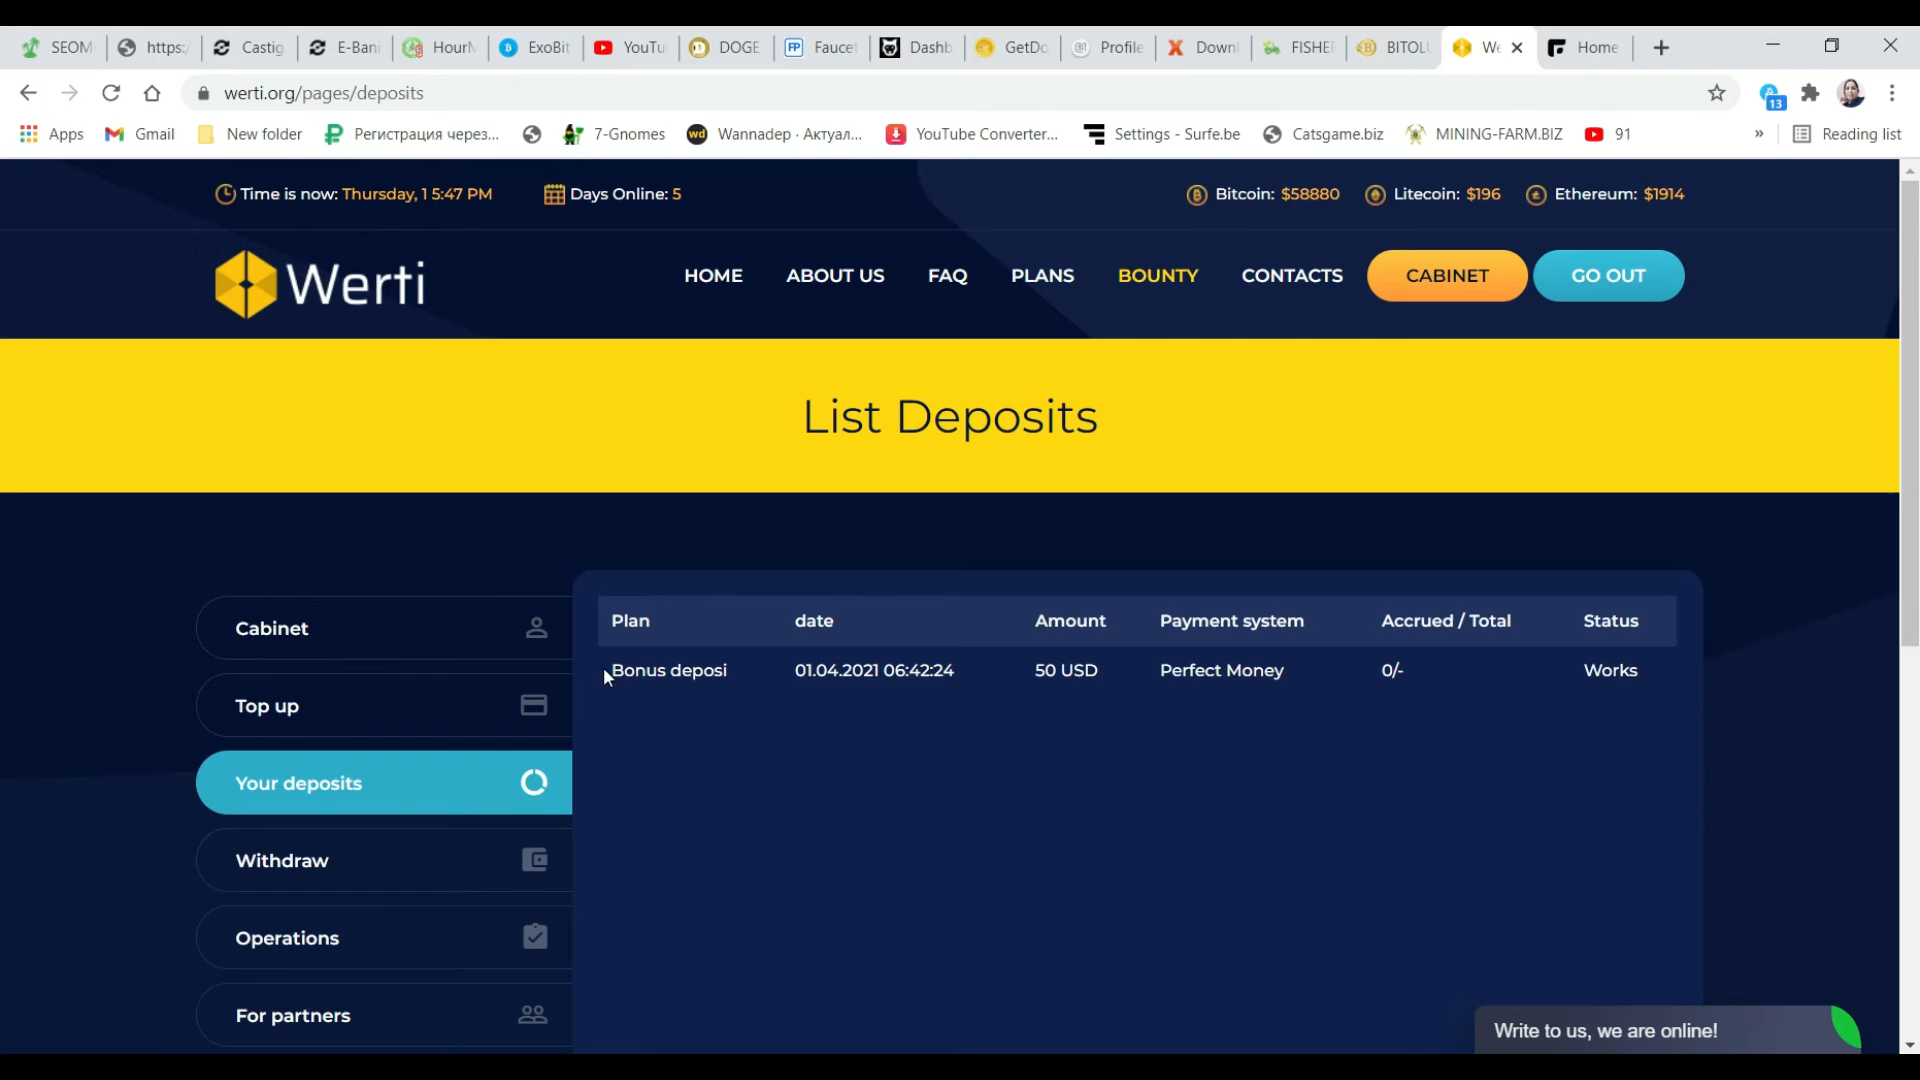 SEOM https:/ Castig E-Bani HourM ExoBit YouTu DOGE Faucet Dashb GetDo Profile Downl FISHEF BITOLU We Home
werti.org/pages/deposits
13
Apps Gmail New folder Регистрация через... 7-Gnomes Wannadep · Актуал... YouTube Converter... Settings - Surfe.be Catsgame.biz MINING-FARM.BIZ 91 » Reading list
Time is now: Thursday, 1 5:47 PM Days Online: 5 Bitcoin: $58880 Litecoin: $196 Ethereum: $1914
Werti HOME ABOUT US FAQ PLANS BOUNTY CONTACTS CABINET GO OUT
List Deposits
Cabinet
Top up
Your deposits
Withdraw
Operations
For partners
Plan date Amount Payment system Accrued / Total Status
Bonus deposi 01.04.2021 06:42:24 50 USD Perfect Money 0/- Works
Write to us, we are online!